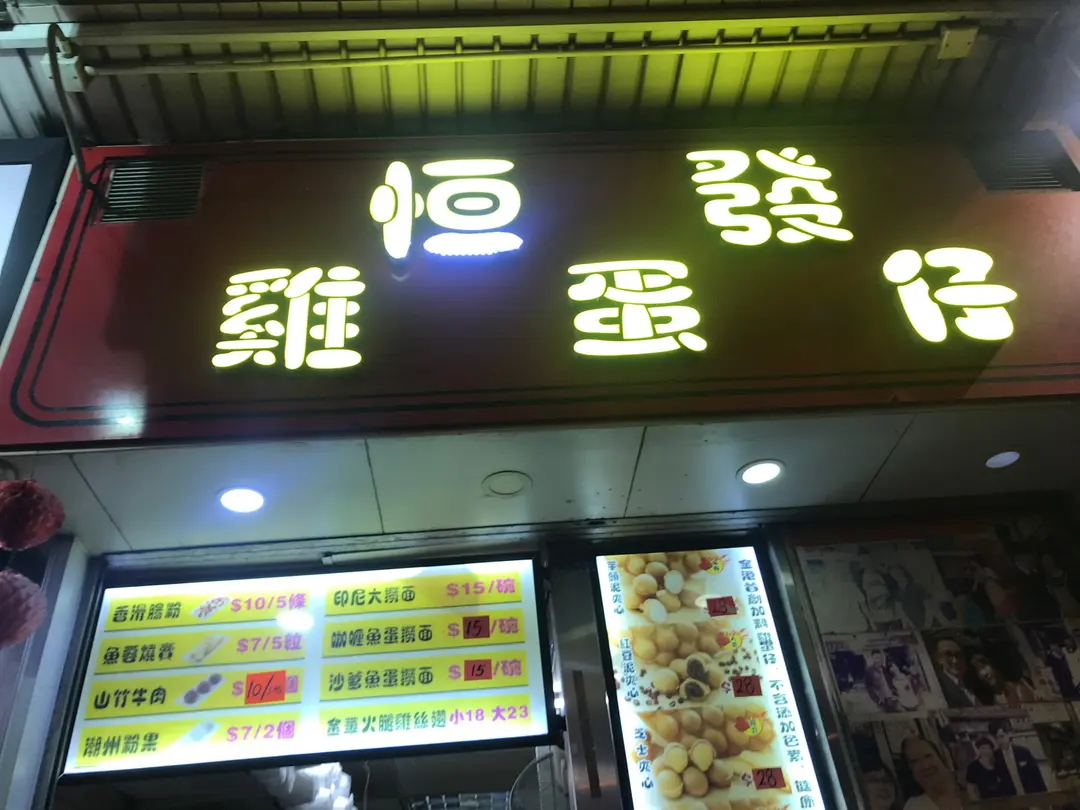 恒發
雞蛋仔
香滑腸粉 $10/5條
魚蓉燒賣 $7/5粒
山竹牛肉 $10/
潮州粉果 $7/2個
印尼大撈面 $15/碗
咖喱魚蛋撈面 $15/碗
沙爹魚蛋撈面 $15/碗
金華火腿雞絲翅 小18 大23
芋頭泥夾心
紅豆泥夾心
芝士夾心
28
28
28
全港首創加料雞蛋仔 不含添加色素